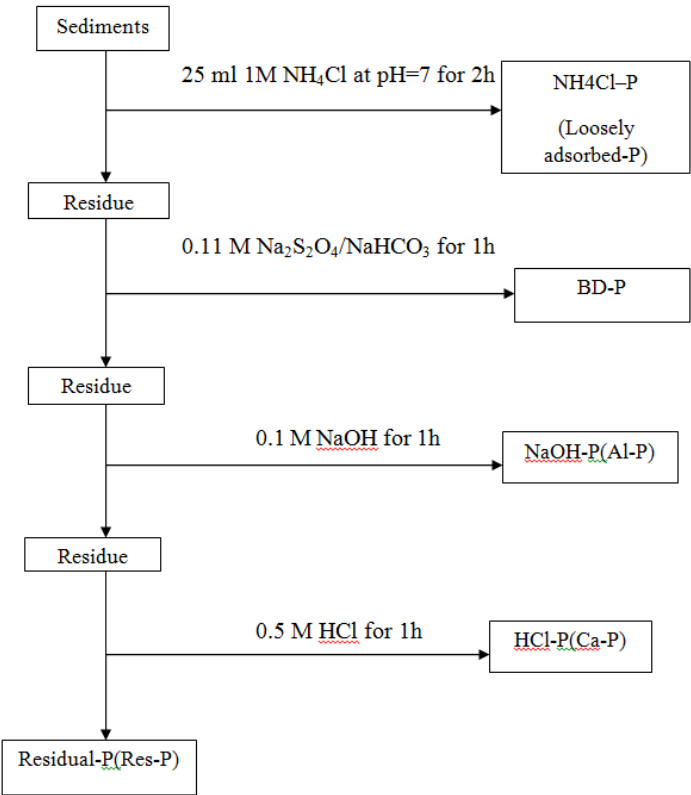 Sediments
25 ml 1M NH₄Cl at pH=7 for 2h
NH4Cl–P
(Loosely
adsorbed-P)
Residue
0.11 M Na₂S₂O₄/NaHCO₃ for 1h
BD-P
Residue
0.1 M NaOH for 1h
NaOH-P(Al-P)
Residue
0.5 M HCl for 1h
HCl-P(Ca-P)
Residual-P(Res-P)